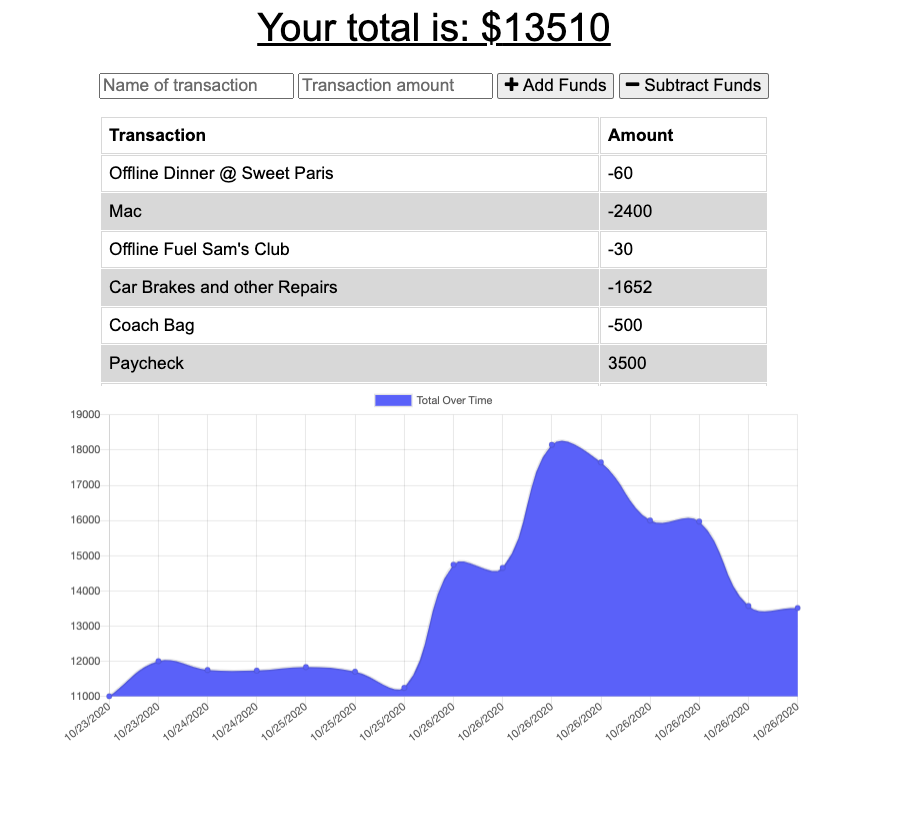 Your total is: $13510
Name of transaction Transaction amount + Add Funds − Subtract Funds
Transaction Amount
Offline Dinner @ Sweet Paris -60
Mac -2400
Offline Fuel Sam's Club -30
Car Brakes and other Repairs -1652
Coach Bag -500
Paycheck 3500
Total Over Time
19000
18000
17000
16000
15000
14000
13000
12000
11000
10/23/2020 10/23/2020 10/24/2020 10/24/2020 10/25/2020 10/25/2020 10/25/2020 10/26/2020 10/26/2020 10/26/2020 10/26/2020 10/26/2020 10/26/2020 10/26/2020 10/26/2020